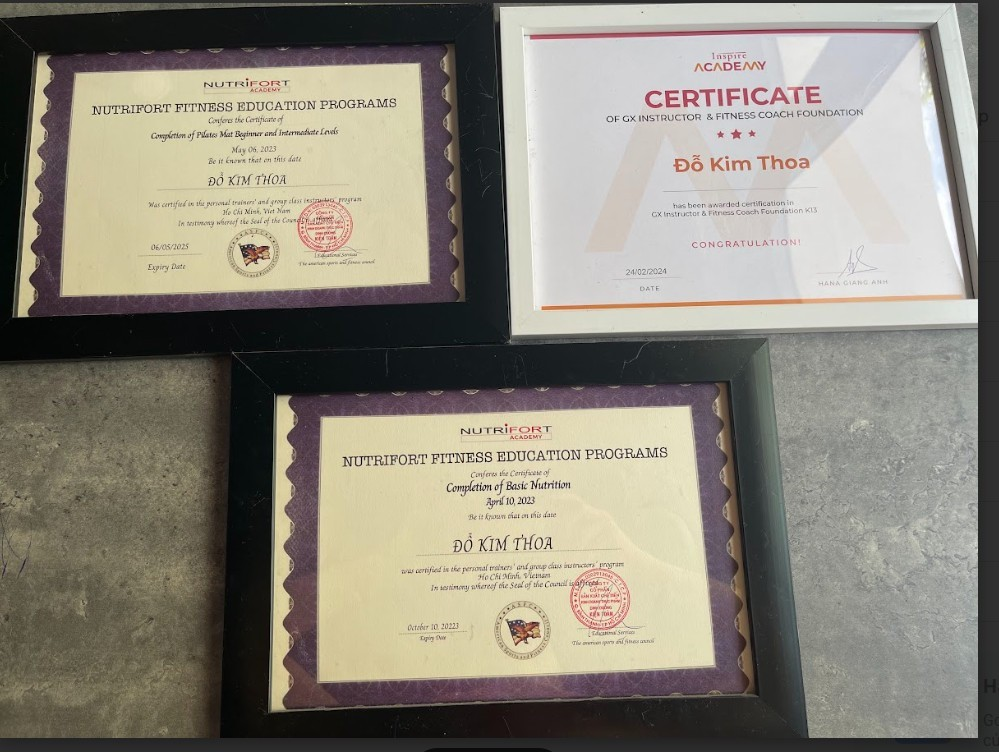 NUTRIFORT
ACADEMY
NUTRIFORT FITNESS EDUCATION PROGRAMS
Conferes the Certificate of
Completion of Pilates Mat Beginner and Intermediate Levels
May 06, 2023
Be it known that on this date
ĐỖ KIM THOA
Was certified in the personal trainers' and group class instructors' program
Ho Chi Minh, Viet Nam
In testimony whereof the Seal of the Council
06/05/2025
Expiry Date
Educational Services
The american sports and fitness council
Inspire
ACADEMY
CERTIFICATE
OF GX INSTRUCTOR & FITNESS COACH FOUNDATION
Đỗ Kim Thoa
has been awarded certification in
GX Instructor & Fitness Coach Foundation K13
CONGRATULATION!
24/02/2024
DATE
HANA GIANG ANH
NUTRIFORT
ACADEMY
NUTRIFORT FITNESS EDUCATION PROGRAMS
Conferes the Certificate of
Completion of Basic Nutrition
April 10, 2023
Be it known that on this date
ĐỖ KIM THOA
was certified in the personal trainers' and group class instructors' program
Ho Chi Minh, Vietnam
In testimony whereof the Seal of the Council is affixed
October 10, 20223
Expiry Date
Educational Services
The american sports and fitness council